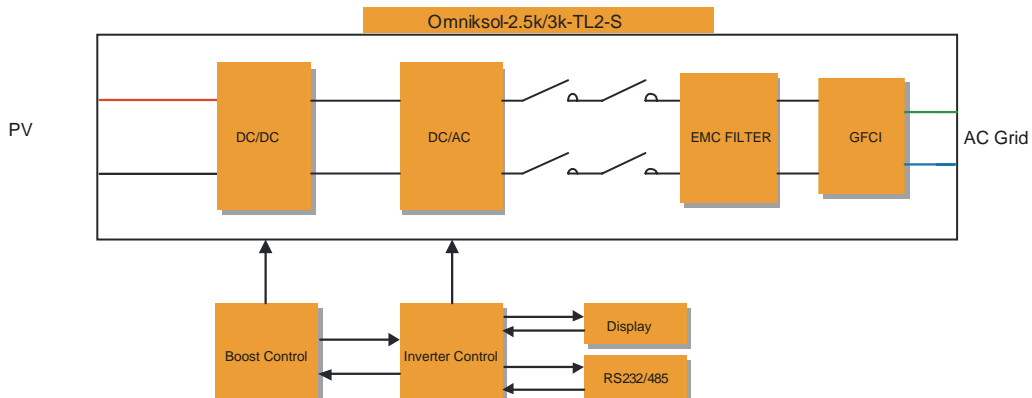 Omniksol-2.5k/3k-TL2-S
PV
DC/DC
DC/AC
EMC FILTER
GFCI
AC Grid
Boost Control
Inverter Control
Display
RS232/485